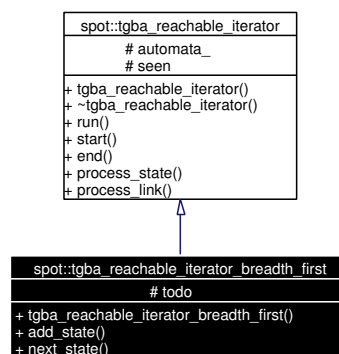 spot::tgba_reachable_iterator
# automata_
# seen
+ tgba_reachable_iterator()
+ ~tgba_reachable_iterator()
+ run()
+ start()
+ end()
+ process_state()
+ process_link()
spot::tgba_reachable_iterator_breadth_first
# todo
+ tgba_reachable_iterator_breadth_first()
+ add_state()
+ next_state()